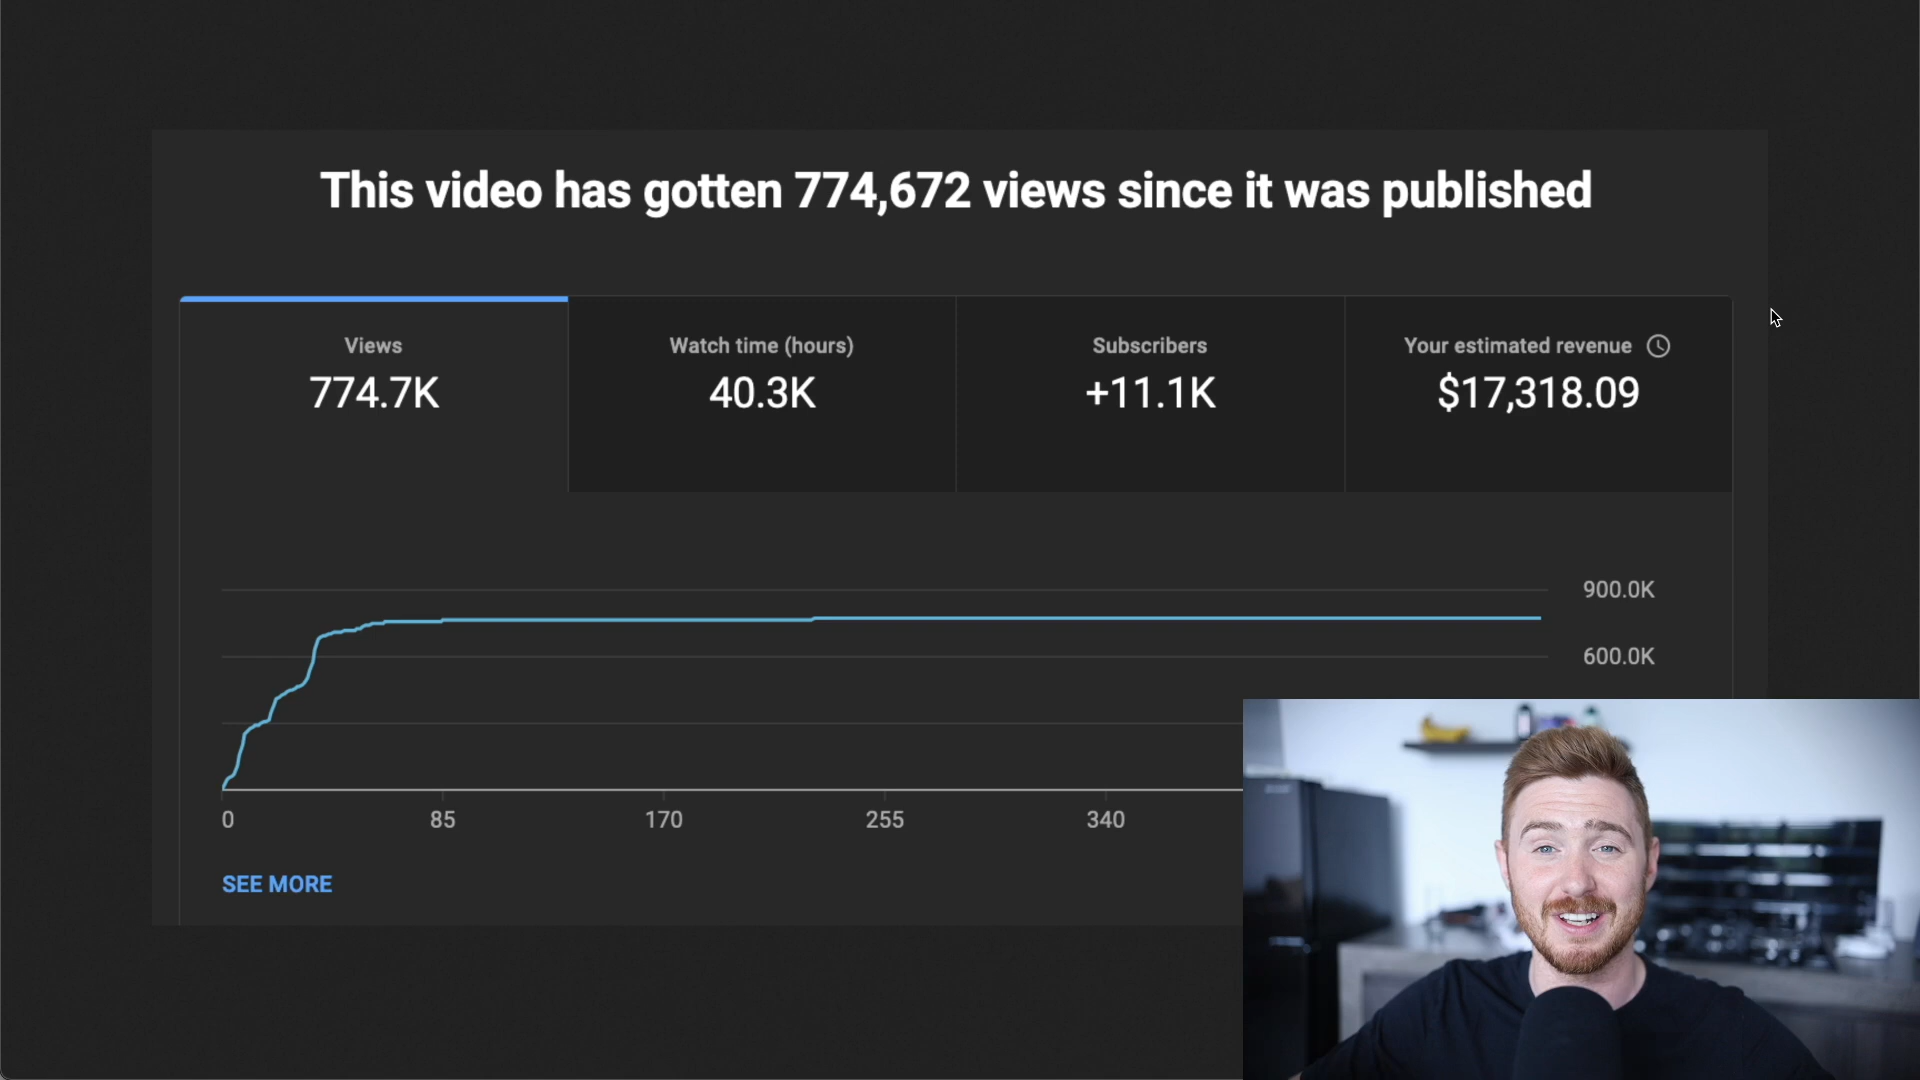 This video has gotten 774,672 views since it was published
Views
774.7K
Watch time (hours)
40.3K
Subscribers
+11.1K
Your estimated revenue
$17,318.09
900.0K
600.0K
0 85 170 255 340
SEE MORE